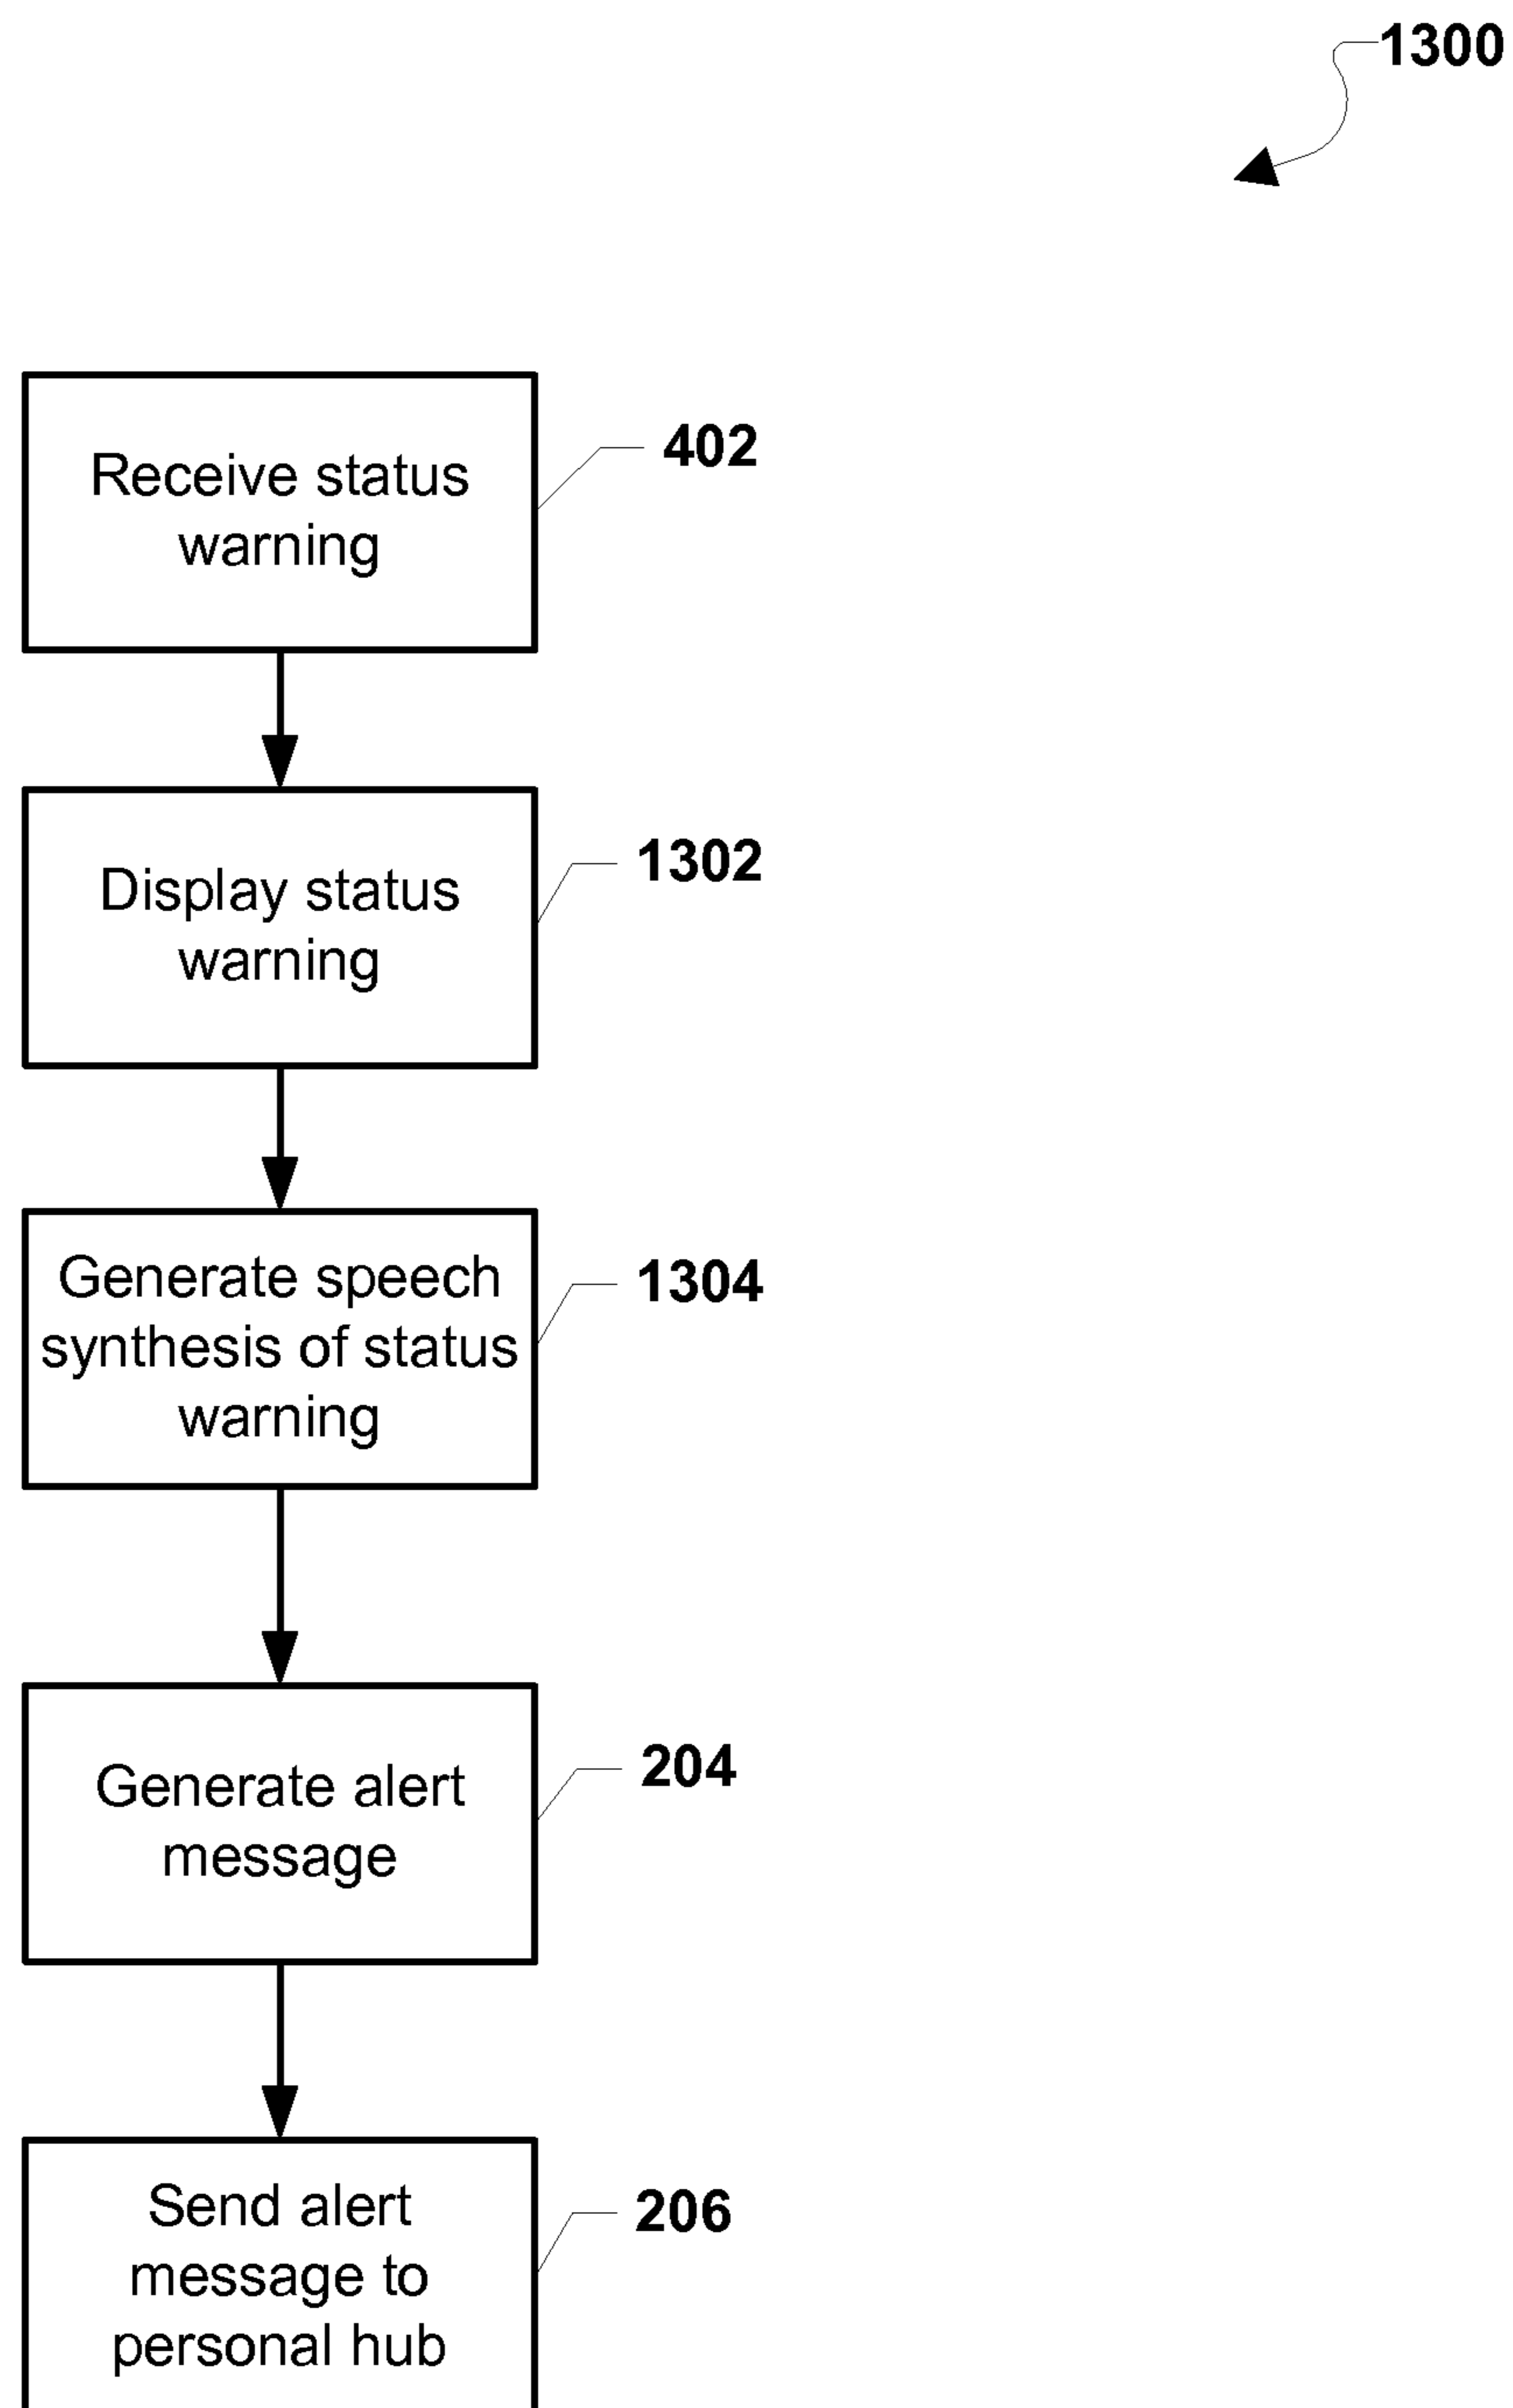 1300
Receive status
warning
402
Display status
warning
1302
Generate speech
synthesis of status
warning
1304
Generate alert
message
204
Send alert
message to
personal hub
206